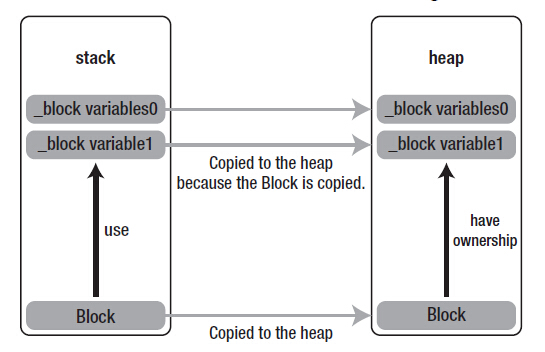 stack
heap
_block variables0
_block variables0
_block variable1
_block variable1
Copied to the heap
because the Block is copied.
use
have
ownership
Block
Block
Copied to the heap